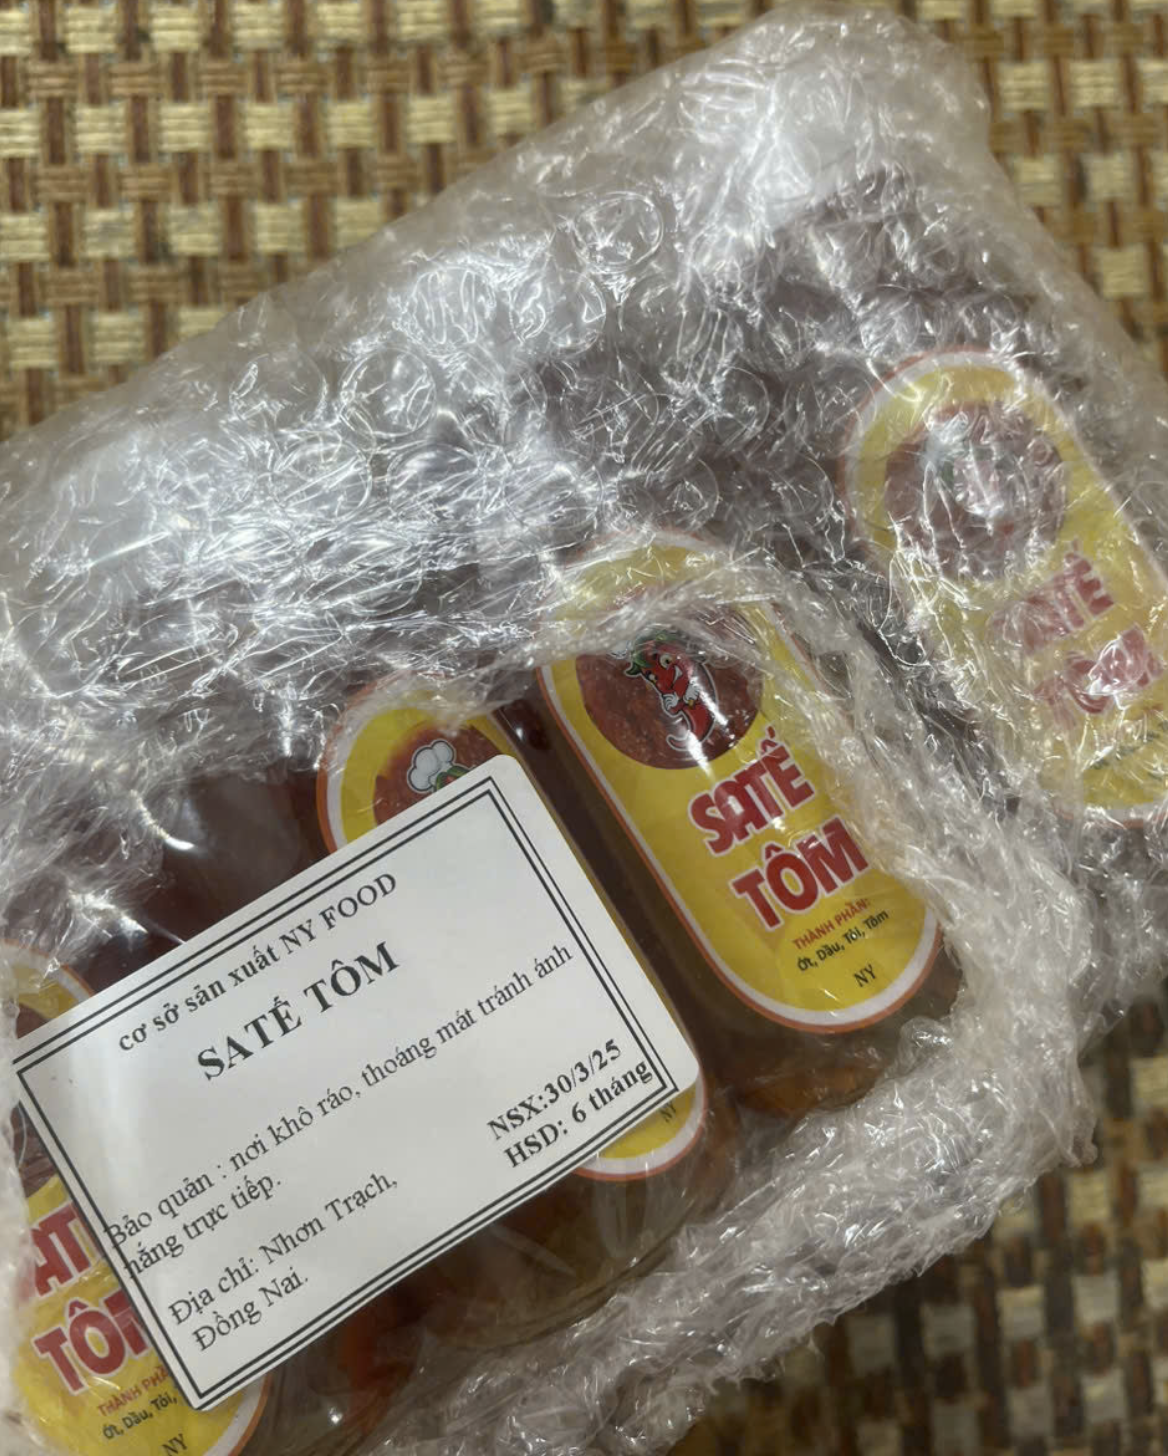 SATẾ
TÔM
SATẾ
TÔM
THÀNH PHẦN:
Ớt, Dầu, Tỏi, Tôm
NY
cơ sở sản xuất NY FOOD
SATẾ TÔM
Bảo quản : nơi khô ráo, thoáng mát tránh ánh
nắng trực tiếp.
NSX:30/3/25
HSD: 6 tháng
Địa chỉ: Nhơn Trạch,
Đồng Nai.
NY
TÔM
Ớt, Dầu, Tỏi,
NY